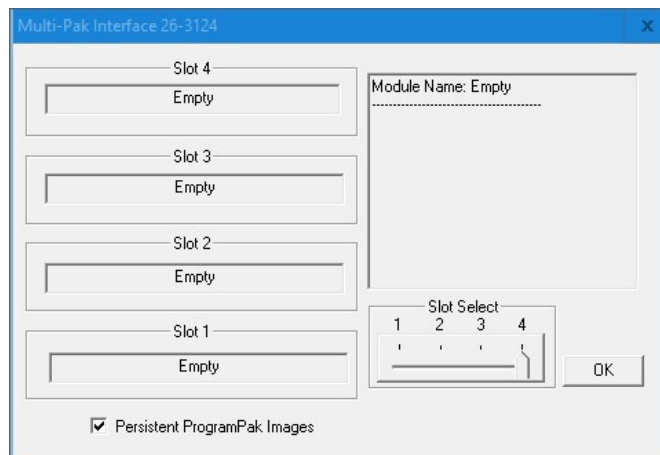 Multi-Pak Interface 26-3124
x
Slot 4
Empty
Slot 3
Empty
Slot 2
Empty
Slot 1
Empty
Persistent ProgramPak Images
Module Name: Empty
----------------------------------------
Slot Select
1 2 3 4
OK